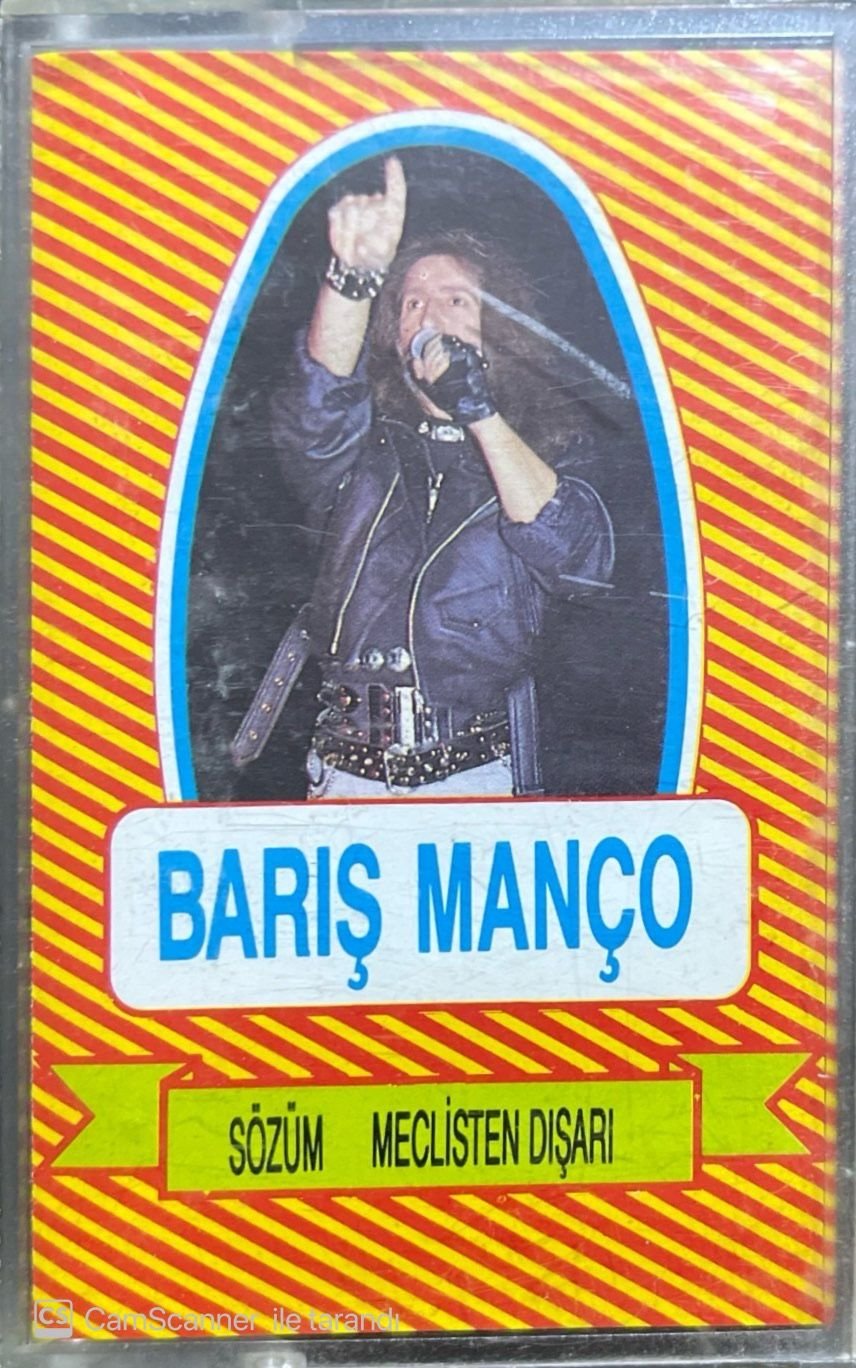 BARIŞ MANÇO
SÖZÜM MECLİSTEN DIŞARI
CS CamScanner ile tarandı